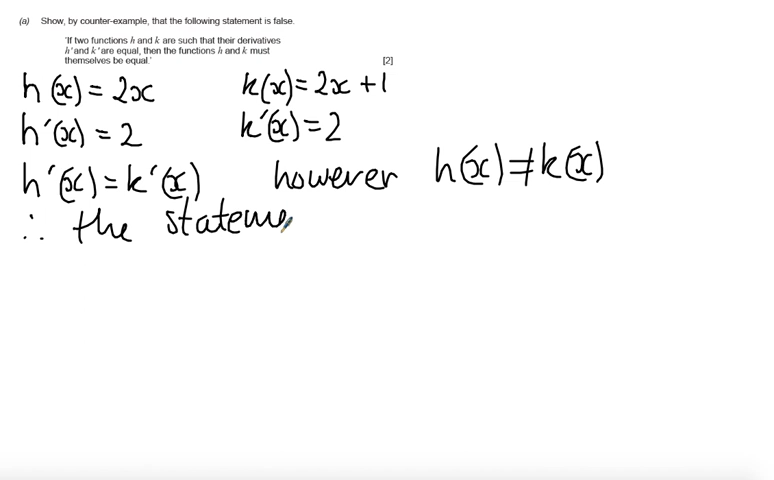 (a) Show, by counter-example, that the following statement is false.
'If two functions h and k are such that their derivatives
h' and k' are equal, then the functions h and k must
themselves be equal.' [2]
h(x) = 2x k(x) = 2x + 1
h'(x) = 2 k'(x) = 2
h'(x) = k'(x) however h(x) ≠ k(x)
∴ the stateme